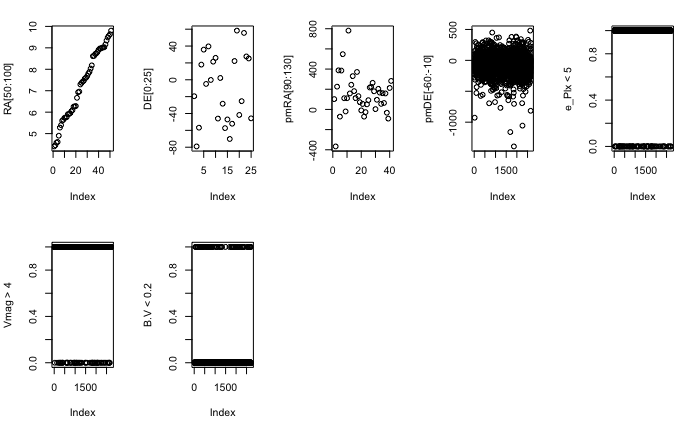 RA[50:100]
5 6 7 8 9 10
0 20 40
Index
DE[0:25]
-80 -40 0 20 40
5 15 25
Index
pmRA[90:130]
-400 0 400 800
0 10 20 30 40
Index
pmDE[-60:-10]
-1000 0 500
0 1500
Index
e_Plx < 5
0.0 0.4 0.8
0 1500
Index
Vmag > 4
0.0 0.4 0.8
0 1500
Index
B.V < 0.2
0.0 0.4 0.8
0 1500
Index